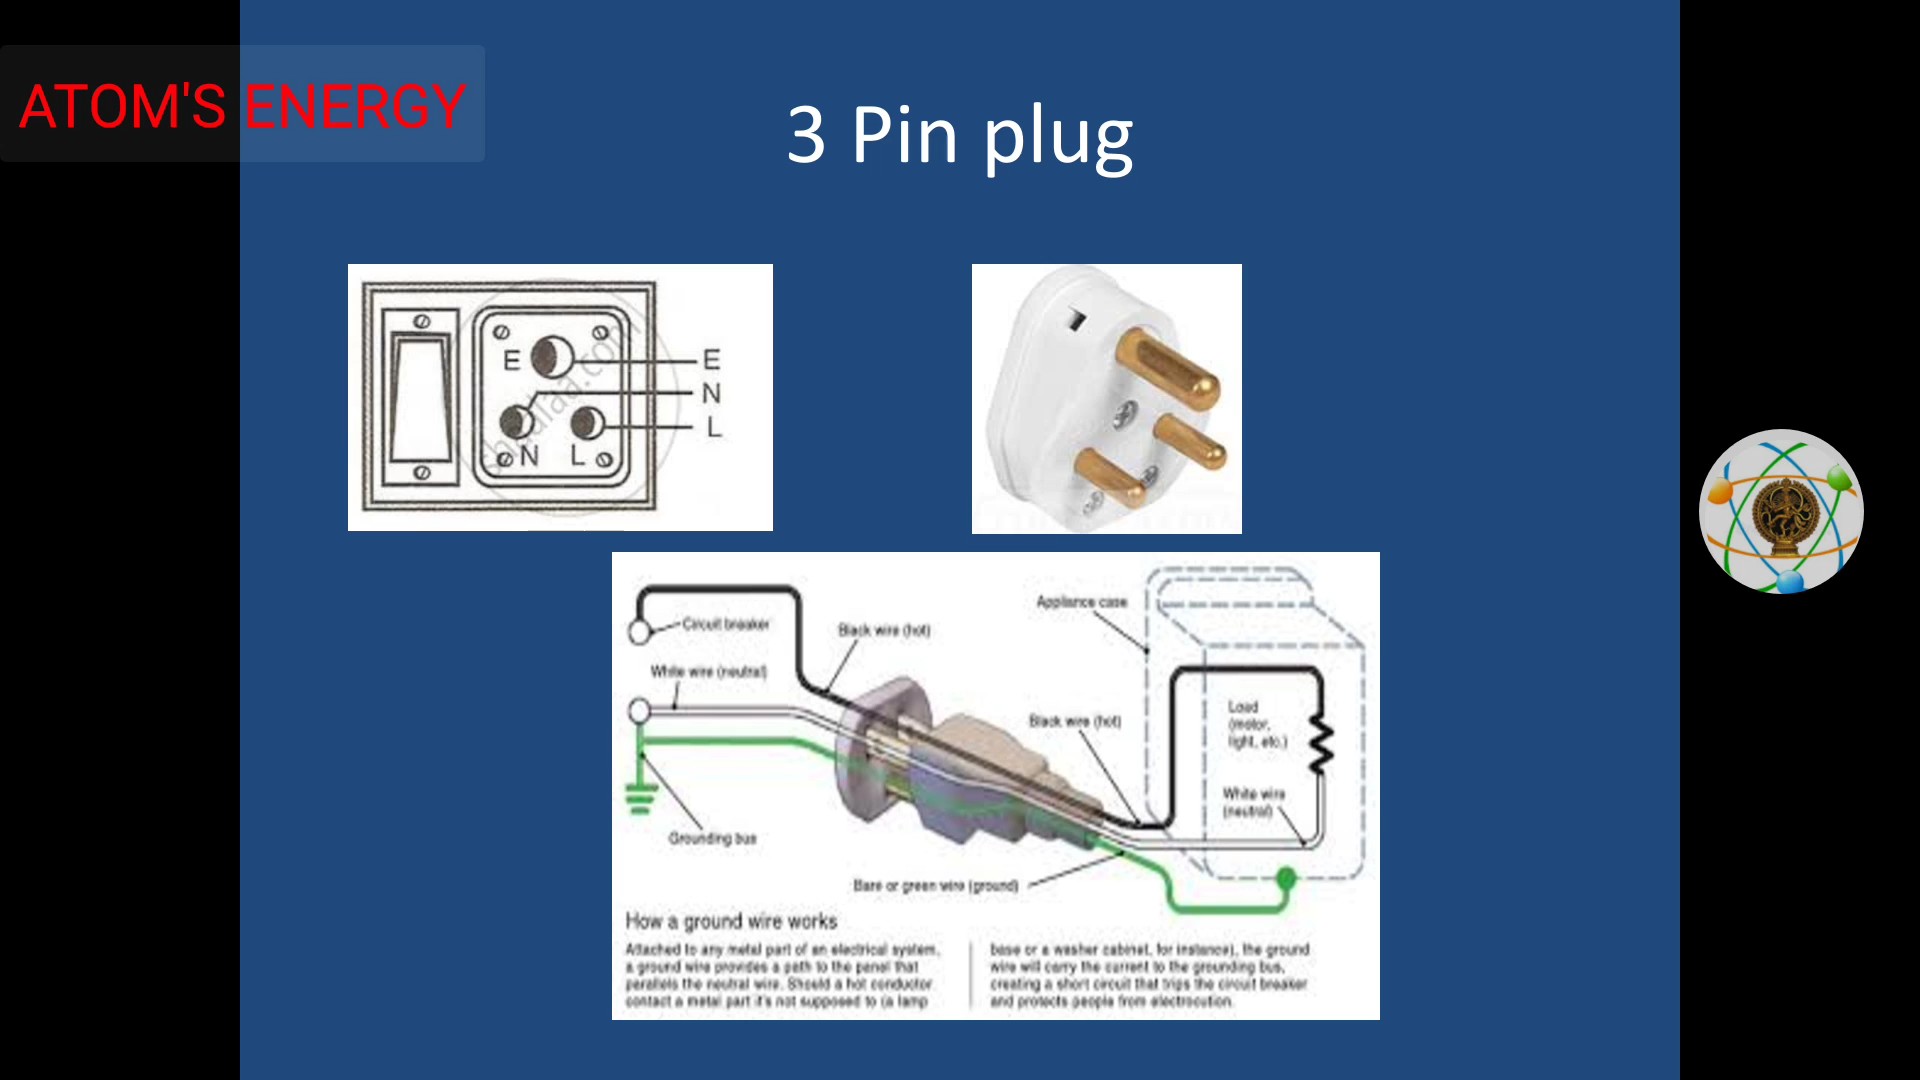 ATOM'S ENERGY
3 Pin plug
E
E
N
L
N
L
Circuit breaker
Black wire (hot)
White wire (neutral)
Appliance case
Black wire (hot)
Load
(motor,
light, etc.)
White wire
(neutral)
Grounding bus
Bare or green wire (ground)
How a ground wire works
Attached to any metal part of an electrical system,
a ground wire provides a path to the panel that
parallels the neutral wire. Should a hot conductor
contact a metal part it's not supposed to (a lamp
base or a washer cabinet, for instance), the ground
wire will carry the current to the grounding bus,
creating a short circuit that trips the circuit breaker
and protects people from electrocution.